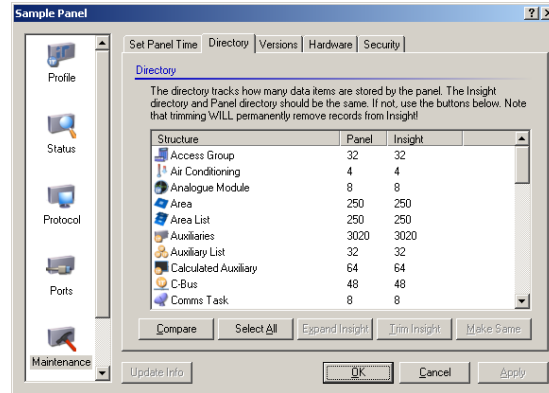 Sample Panel
Profile
Status
Protocol
Ports
Maintenance
Set Panel Time Directory Versions Hardware Security
Directory
The directory tracks how many data items are stored by the panel. The Insight
directory and Panel directory should be the same. If not, use the buttons below. Note
that trimming WILL permanently remove records from Insight!
Structure Panel Insight
Access Group 32 32
Air Conditioning 4 4
Analogue Module 8 8
Area 250 250
Area List 250 250
Auxiliaries 3020 3020
Auxiliary List 32 32
Calculated Auxiliary 64 64
C-Bus 48 48
Comms Task 8 8
Compare Select All Expand Insight Trim Insight Make Same
Update Info OK Cancel Apply